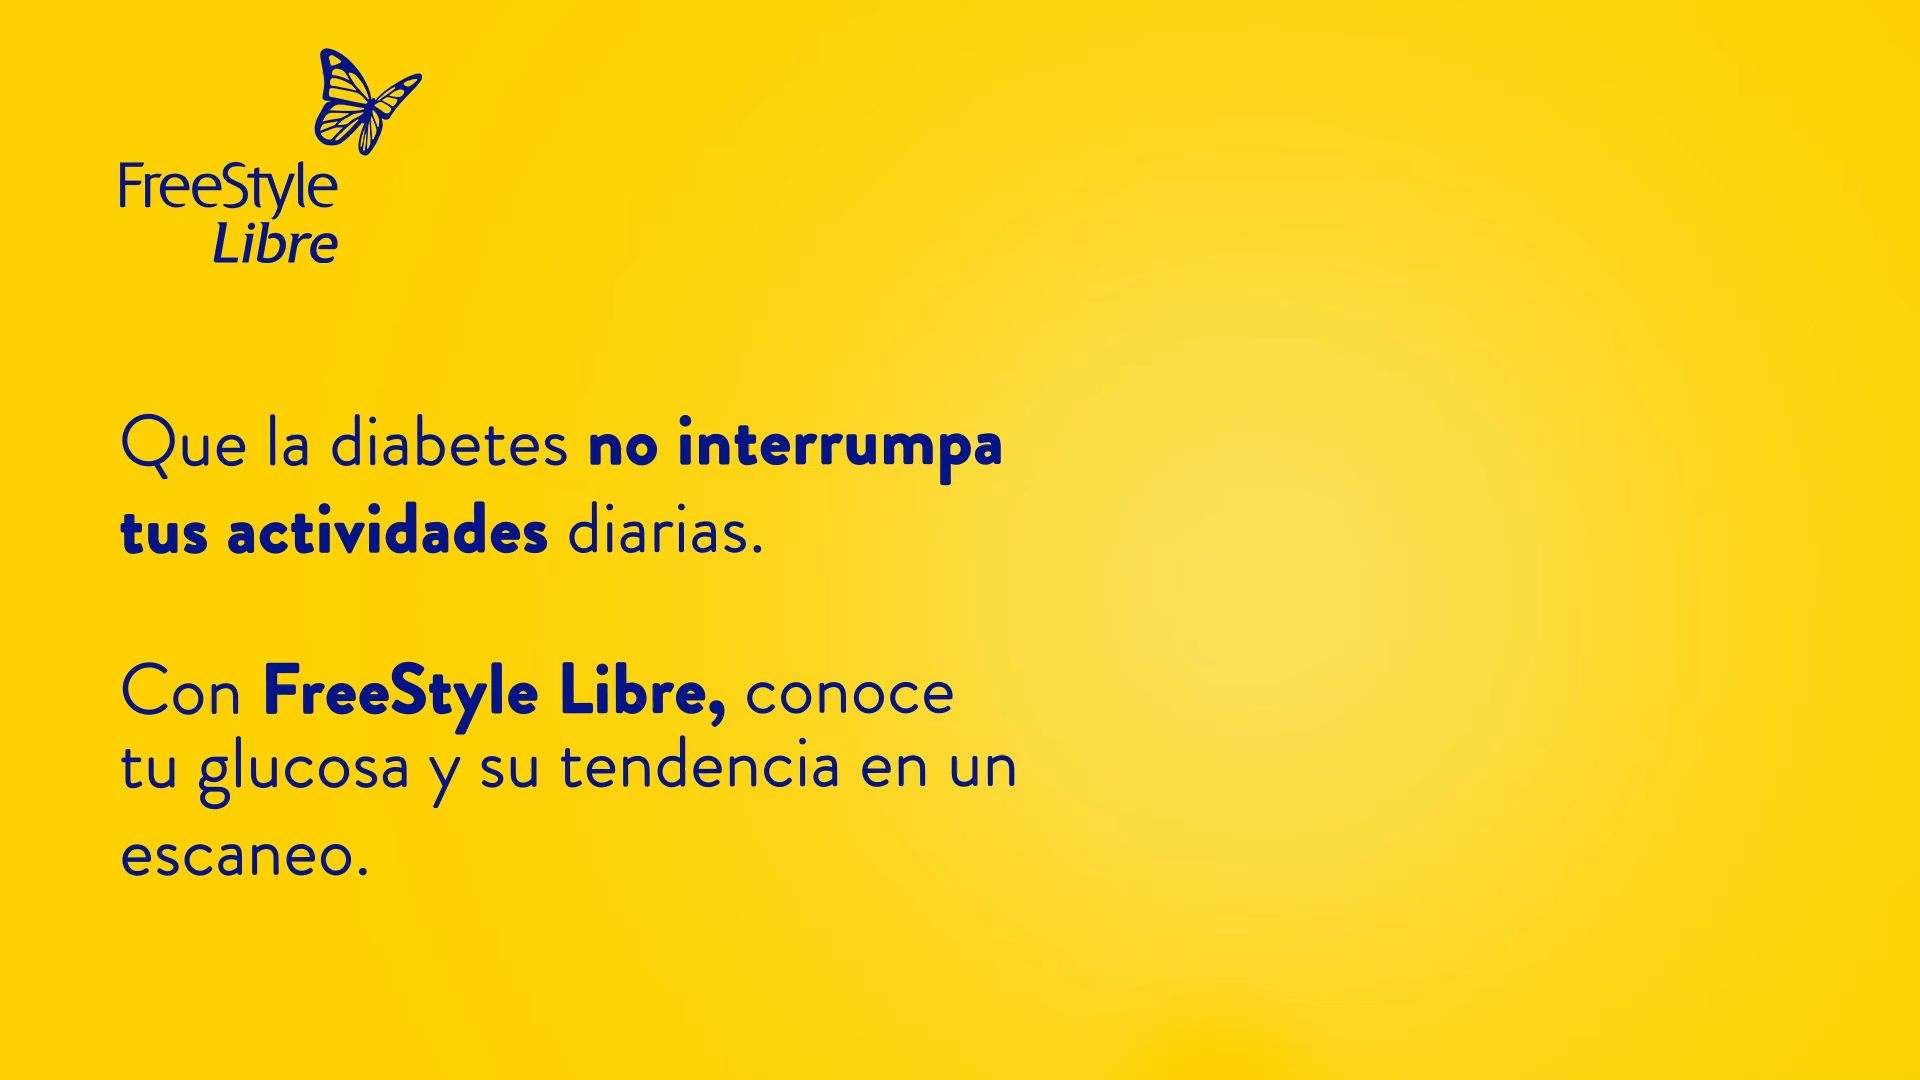 FreeStyle
Libre
Que la diabetes no interrumpa
tus actividades diarias.
Con FreeStyle Libre, conoce
tu glucosa y su tendencia en un
escaneo.